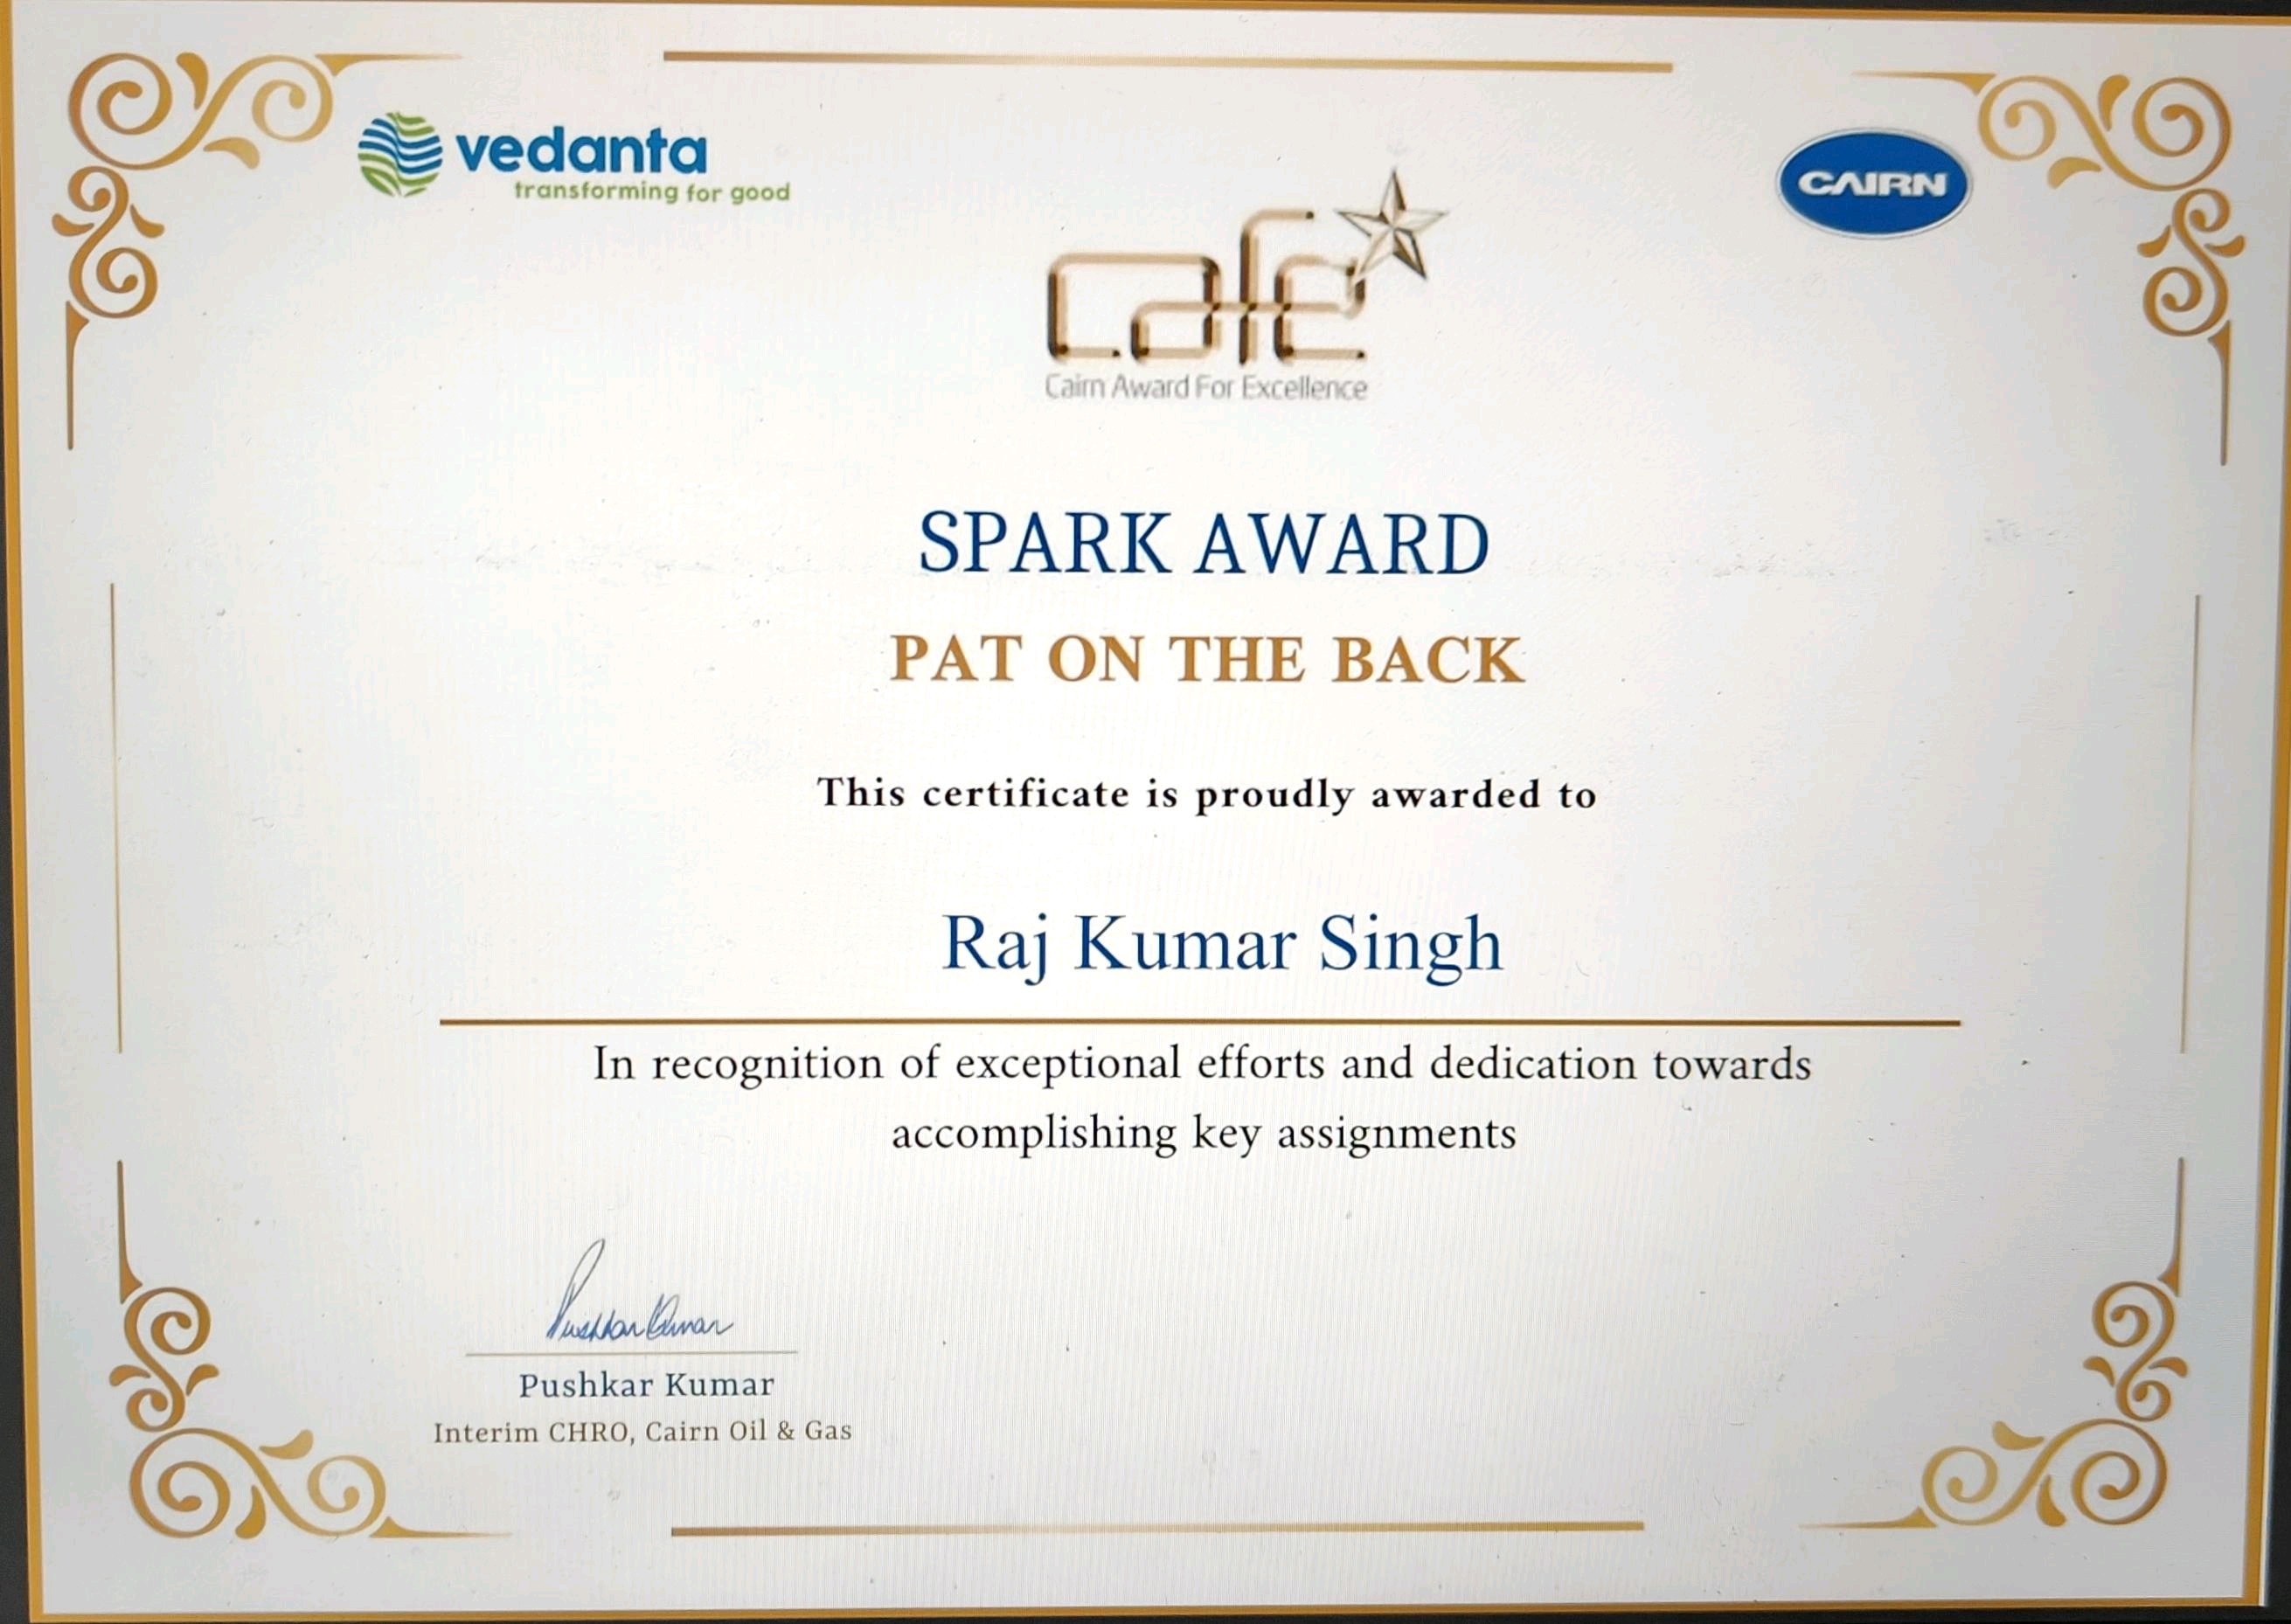 vedanta
transforming for good
CAIRN
cafe
Cairn Award For Excellence
SPARK AWARD
PAT ON THE BACK
This certificate is proudly awarded to
Raj Kumar Singh
In recognition of exceptional efforts and dedication towards
accomplishing key assignments
Pushkar Kumar
Pushkar Kumar
Interim CHRO, Cairn Oil & Gas